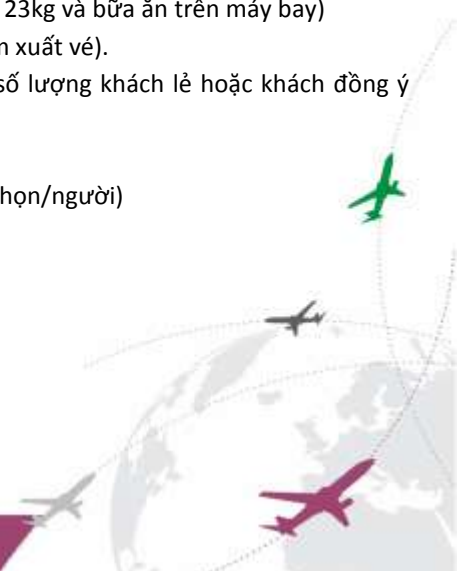 23kg và bữa ăn trên máy bay)
xuất vé).
số lượng khách lẻ hoặc khách đồng ý
họn/người)